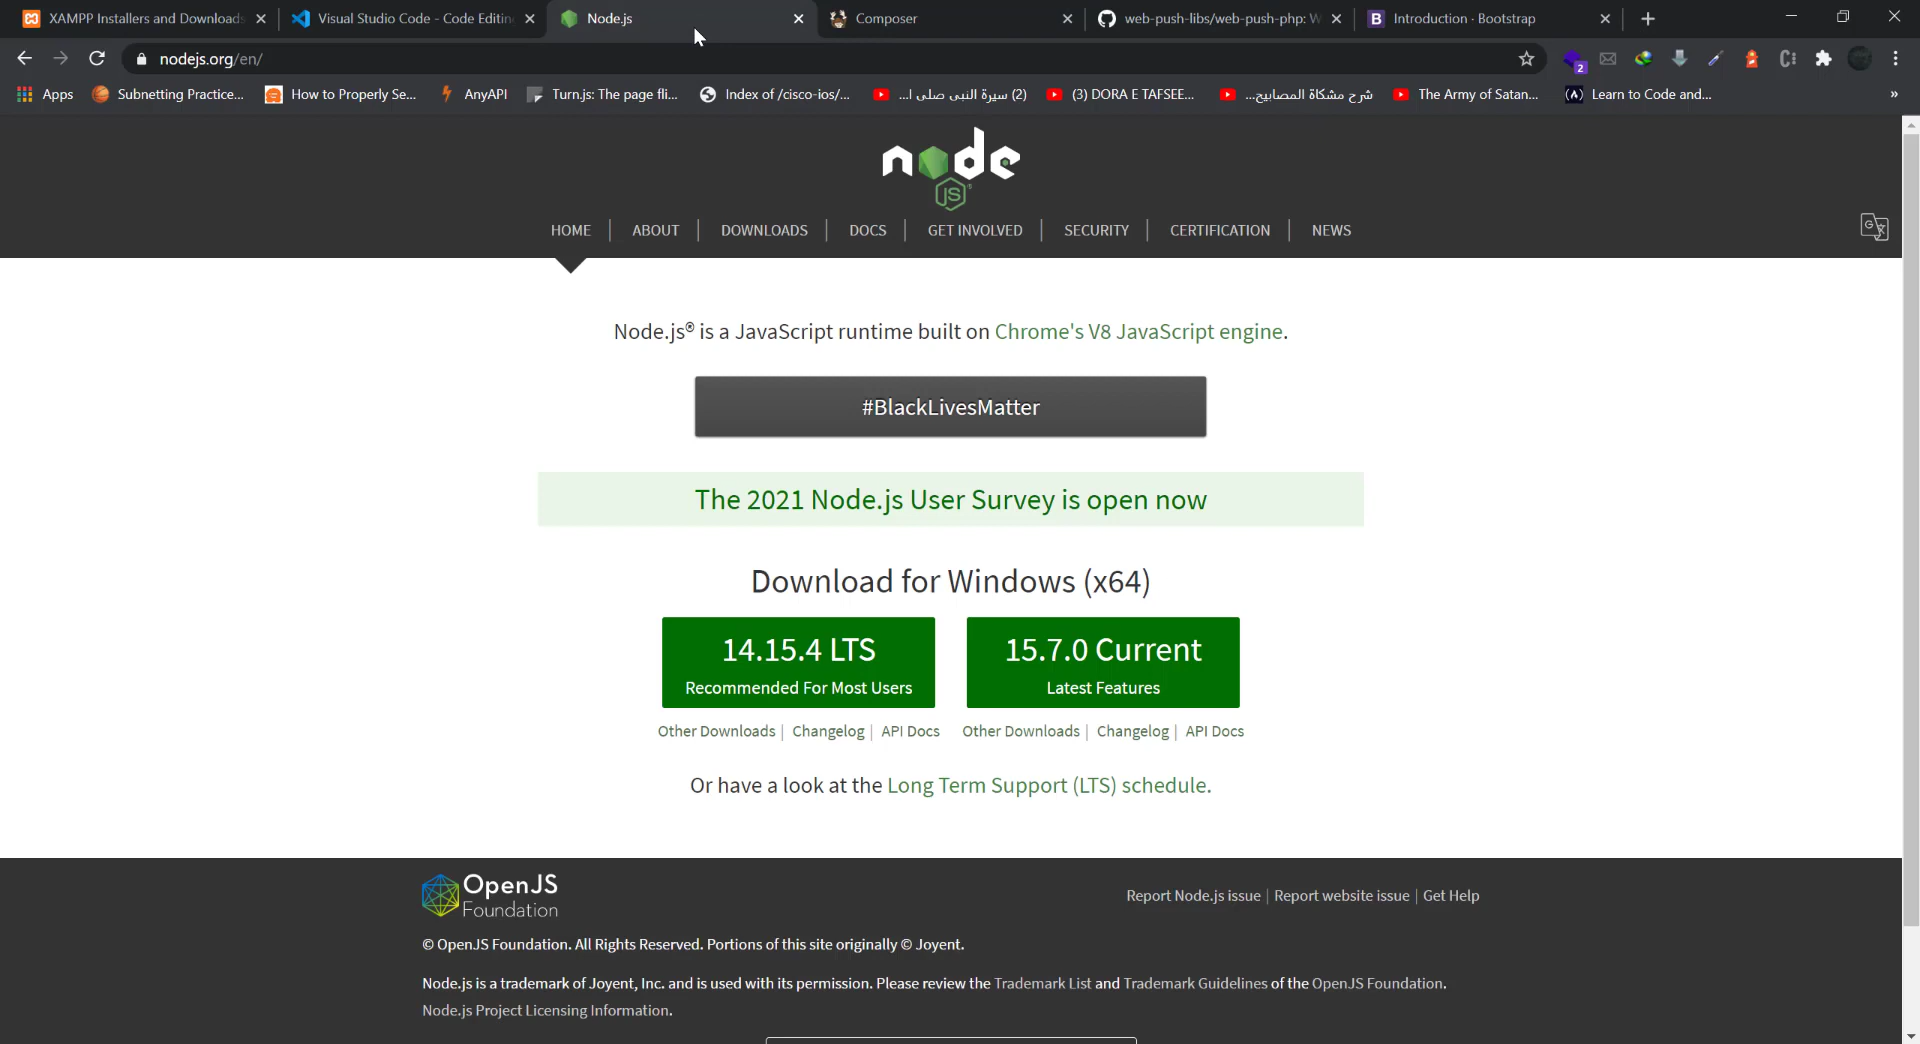 XAMPP Installers and Downloads
Visual Studio Code - Code Editin
Node.js
Composer
web-push-libs/web-push-php: W
Introduction · Bootstrap
nodejs.org/en/
2
Apps
Subnetting Practice...
How to Properly Se...
AnyAPI
Turn.js: The page fli...
Index of /cisco-ios/...
(2) سيرة النبی صلی ا...
(3) DORA E TAFSEE...
شرح مشكاة المصابيح...
The Army of Satan...
Learn to Code and...
»
node
JS
HOME | ABOUT | DOWNLOADS | DOCS | GET INVOLVED | SECURITY | CERTIFICATION | NEWS
Node.js® is a JavaScript runtime built on Chrome's V8 JavaScript engine.
#BlackLivesMatter
The 2021 Node.js User Survey is open now
Download for Windows (x64)
14.15.4 LTS
Recommended For Most Users
15.7.0 Current
Latest Features
Other Downloads | Changelog | API Docs
Other Downloads | Changelog | API Docs
Or have a look at the Long Term Support (LTS) schedule.
OpenJS
Foundation
Report Node.js issue | Report website issue | Get Help
© OpenJS Foundation. All Rights Reserved. Portions of this site originally © Joyent.
Node.js is a trademark of Joyent, Inc. and is used with its permission. Please review the Trademark List and Trademark Guidelines of the OpenJS Foundation.
Node.js Project Licensing Information.